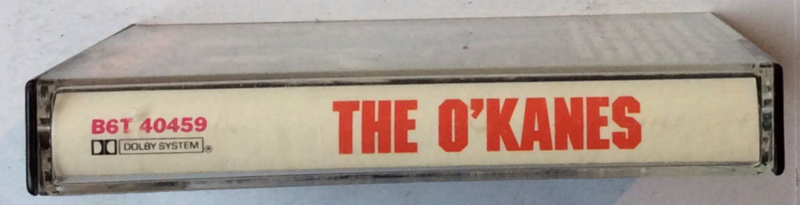 B6T 40459
DOLBY SYSTEM ®
THE O'KANES